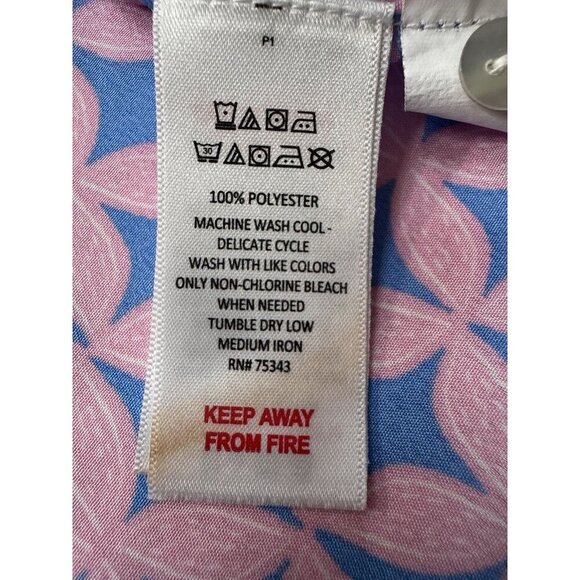 P1
30
100% POLYESTER
MACHINE WASH COOL -
DELICATE CYCLE
WASH WITH LIKE COLORS
ONLY NON-CHLORINE BLEACH
WHEN NEEDED
TUMBLE DRY LOW
MEDIUM IRON
RN# 75343
KEEP AWAY
FROM FIRE